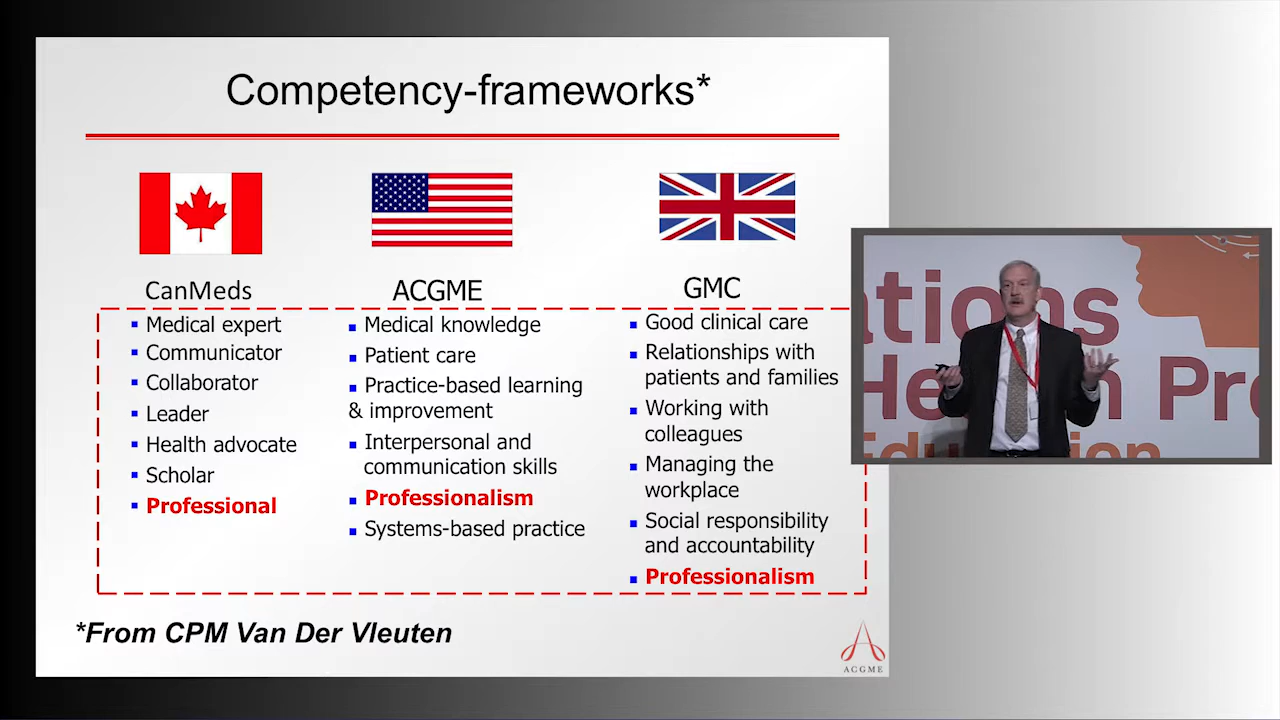 Competency-frameworks*
CanMeds
Medical expert
Communicator
Collaborator
Leader
Health advocate
Scholar
Professional
ACGME
Medical knowledge
Patient care
Practice-based learning
& improvement
Interpersonal and
communication skills
Professionalism
Systems-based practice
GMC
Good clinical care
Relationships with
patients and families
Working with
colleagues
Managing the
workplace
Social responsibility
and accountability
Professionalism
*From CPM Van Der Vleuten
ACGME
ations
Pr